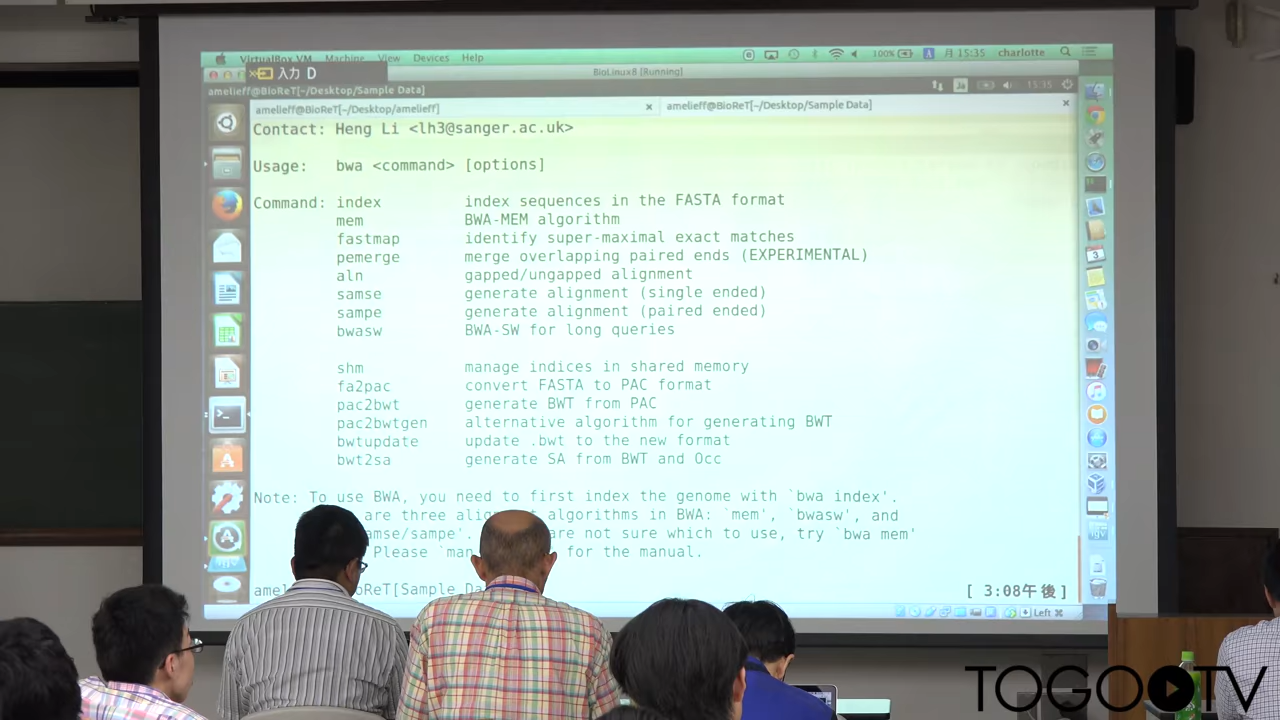 VirtualBox VM Machine View Devices Help 100% A 月 15:35 charlotte
入力 D
BioLinux8 [Running]
amelieff@BioReT[~/Desktop/Sample Data] Ja 15:35
amelieff@BioReT[~/Desktop/amelieff] × amelieff@BioReT[~/Desktop/Sample Data] ×
Contact: Heng Li <lh3@sanger.ac.uk>
Usage: bwa <command> [options]
Command: index index sequences in the FASTA format
mem BWA-MEM algorithm
fastmap identify super-maximal exact matches
pemerge merge overlapping paired ends (EXPERIMENTAL)
aln gapped/ungapped alignment
samse generate alignment (single ended)
sampe generate alignment (paired ended)
bwasw BWA-SW for long queries
shm manage indices in shared memory
fa2pac convert FASTA to PAC format
pac2bwt generate BWT from PAC
pac2bwtgen alternative algorithm for generating BWT
bwtupdate update .bwt to the new format
bwt2sa generate SA from BWT and Occ
Note: To use BWA, you need to first index the genome with `bwa index'.
are three algorithms in BWA: `mem', `bwasw', and
amse/sampe'. are not sure which to use, try `bwa mem'
Please `man for the manual.
amel oReT[Sample Da [ 3:08午後]
Left ⌘
TOGOTV